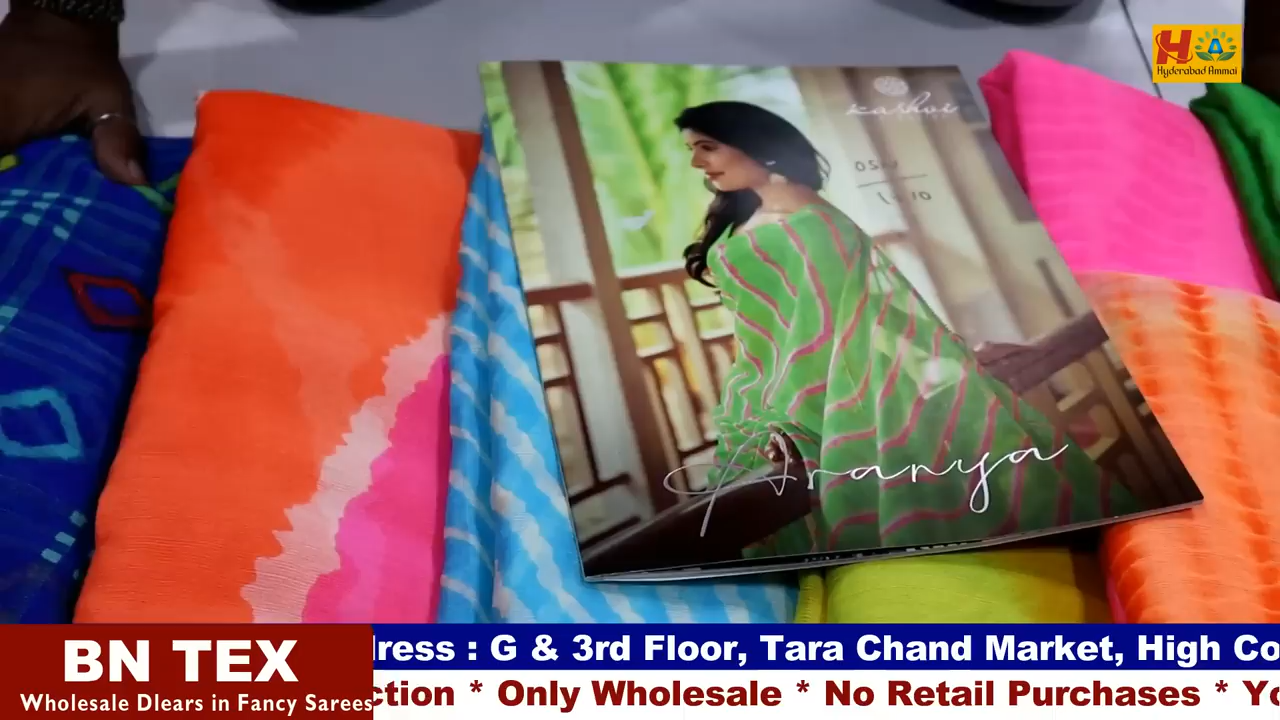 H A
Hyderabad Ammai
kashvi
Aranya
BN TEX
Wholesale Dlears in Fancy Sarees
dress : G & 3rd Floor, Tara Chand Market, High Co
ction * Only Wholesale * No Retail Purchases * Yo